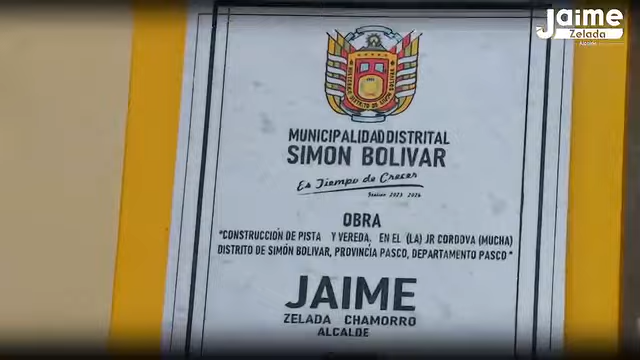 Jaime
Zelada
Alcalde
MUNICIPALIDAD DISTRITAL
SIMON BOLIVAR
Es Tiempo de Crecer
Gestión 2023 - 2026
OBRA
"CONSTRUCCIÓN DE PISTA Y VEREDA, EN EL (LA) JR CORDOVA (MUCHA)
DISTRITO DE SIMÓN BOLIVAR, PROVINCIA PASCO, DEPARTAMENTO PASCO"
JAIME
ZELADA CHAMORRO
ALCALDE